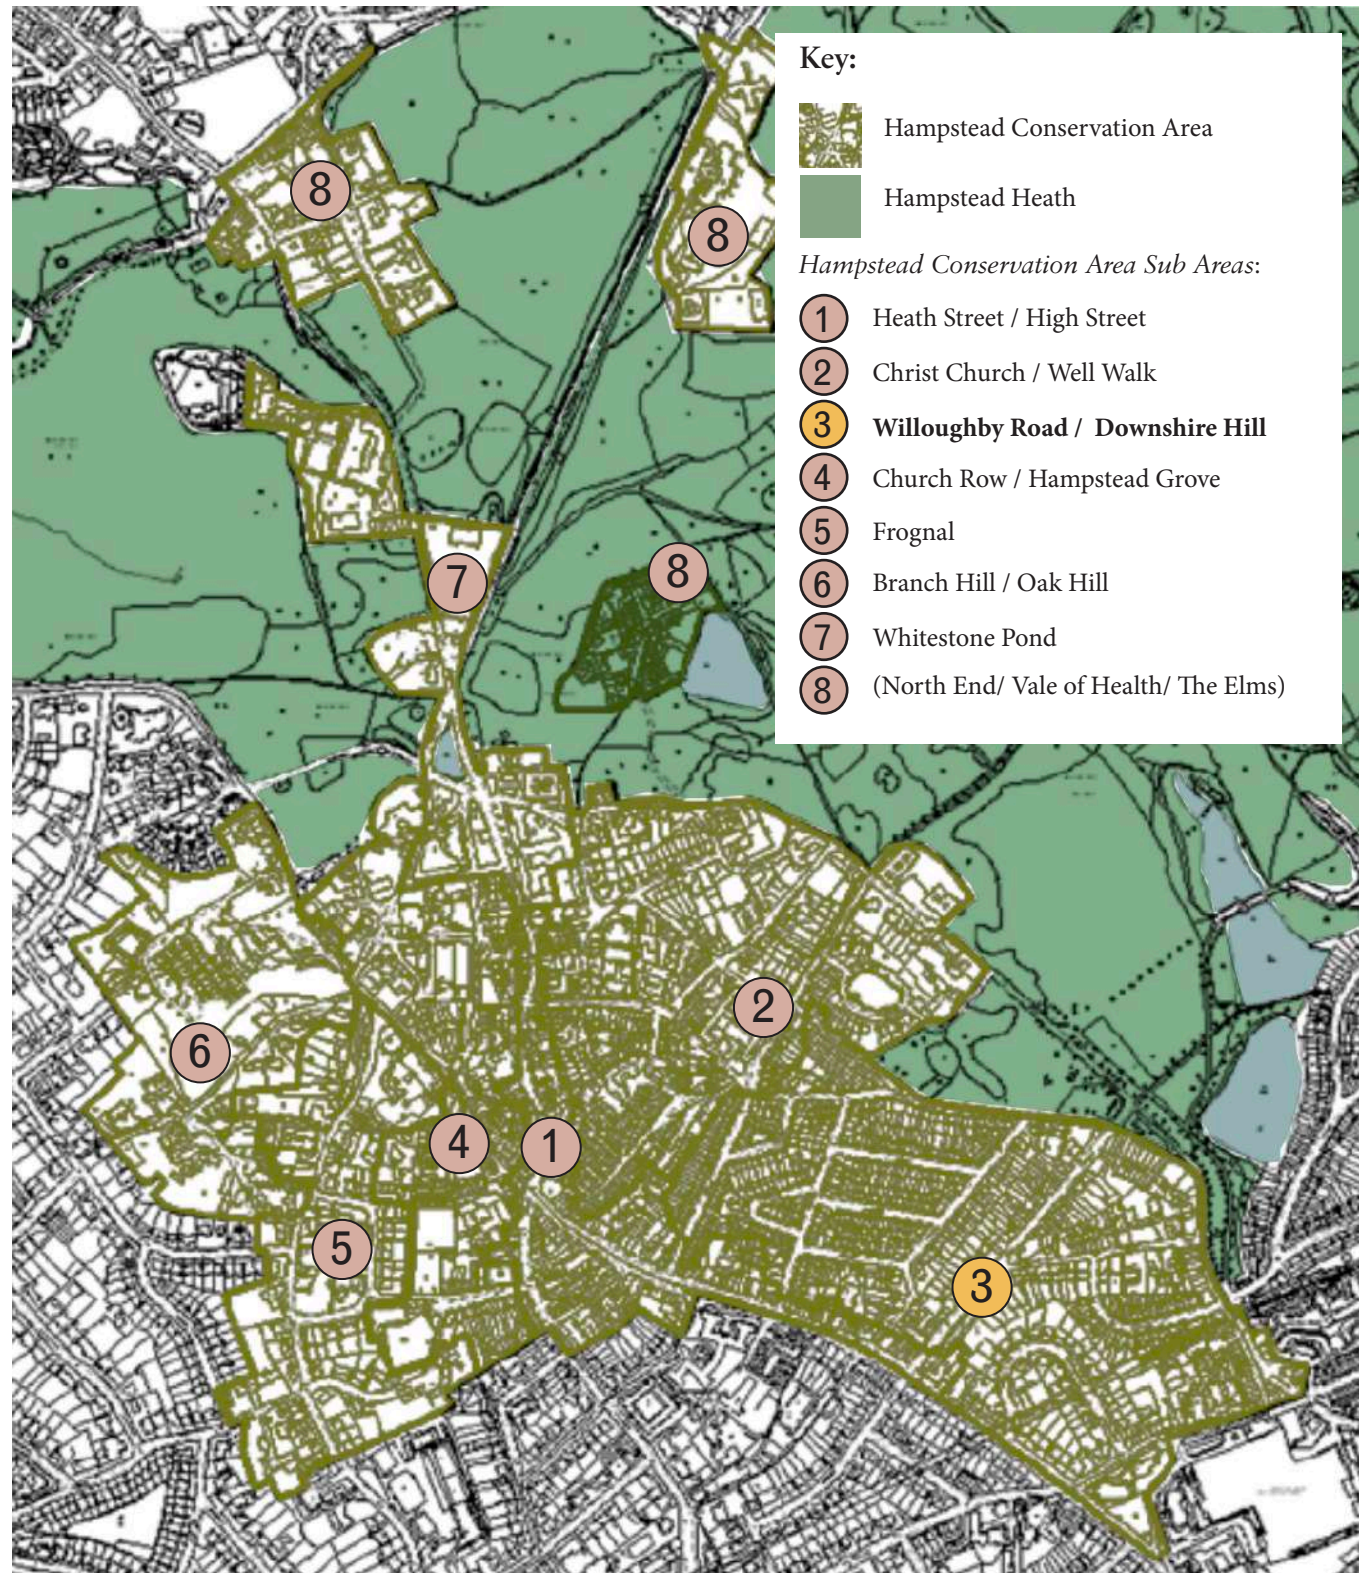 Key:
Hampstead Conservation Area
Hampstead Heath
Hampstead Conservation Area Sub Areas:
1 Heath Street / High Street
2 Christ Church / Well Walk
3 Willoughby Road / Downshire Hill
4 Church Row / Hampstead Grove
5 Frognal
6 Branch Hill / Oak Hill
7 Whitestone Pond
8 (North End/ Vale of Health/ The Elms)
8
8
7
8
2
6
4
1
5
3